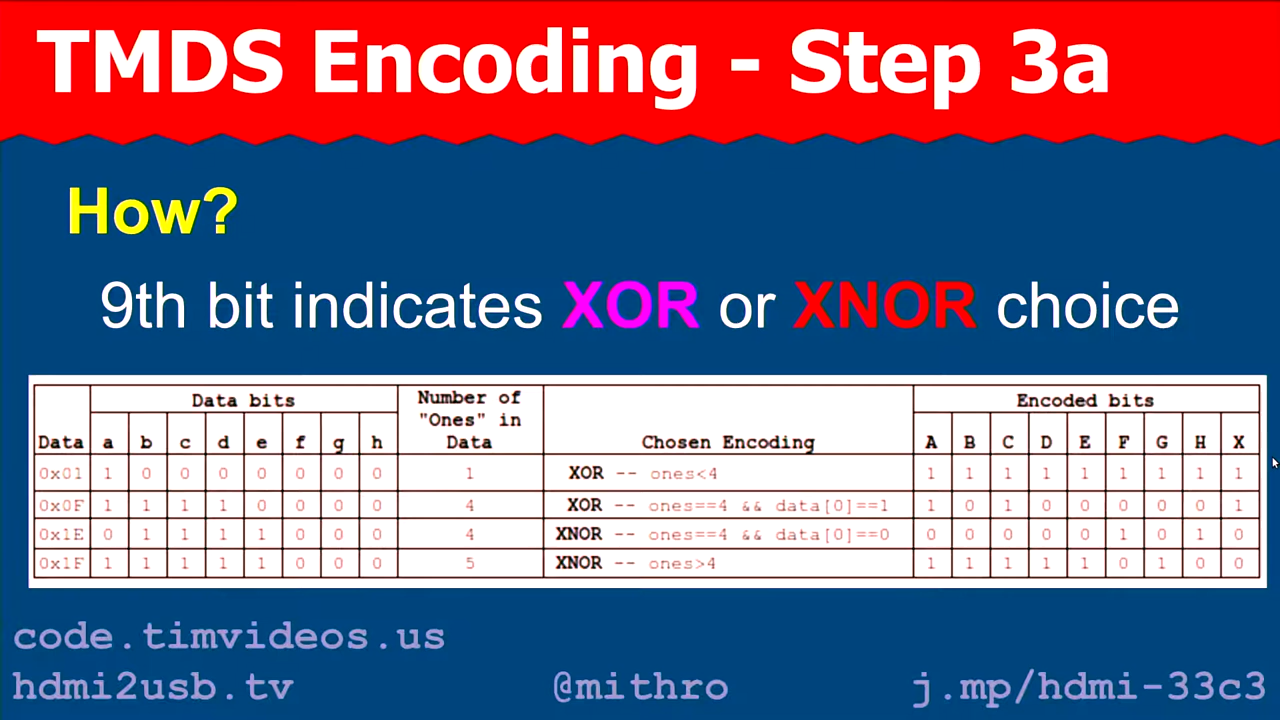 TMDS Encoding - Step 3a
How?
9th bit indicates XOR or XNOR choice
Data bits Number of "Ones" in Data Encoded bits
Data a b c d e f g h Chosen Encoding A B C D E F G H X
0x01 1 0 0 0 0 0 0 0 1 XOR -- ones<4 1 1 1 1 1 1 1 1 1
0x0F 1 1 1 1 0 0 0 0 4 XOR -- ones==4 && data[0]==1 1 0 1 0 0 0 0 0 1
0x1E 0 1 1 1 1 0 0 0 4 XNOR -- ones==4 && data[0]==0 0 0 0 0 0 1 0 1 0
0x1F 1 1 1 1 1 0 0 0 5 XNOR -- ones>4 1 1 1 1 1 0 1 0 0
code.timvideos.us
hdmi2usb.tv @mithro j.mp/hdmi-33c3